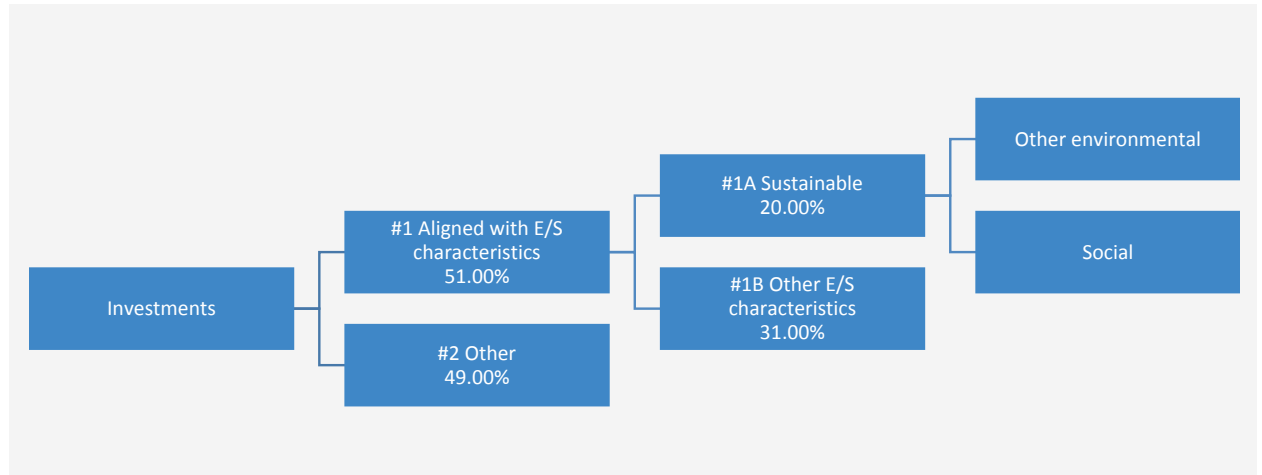 Investments
#1 Aligned with E/S
characteristics
51.00%
#2 Other
49.00%
#1A Sustainable
20.00%
#1B Other E/S
characteristics
31.00%
Other environmental
Social